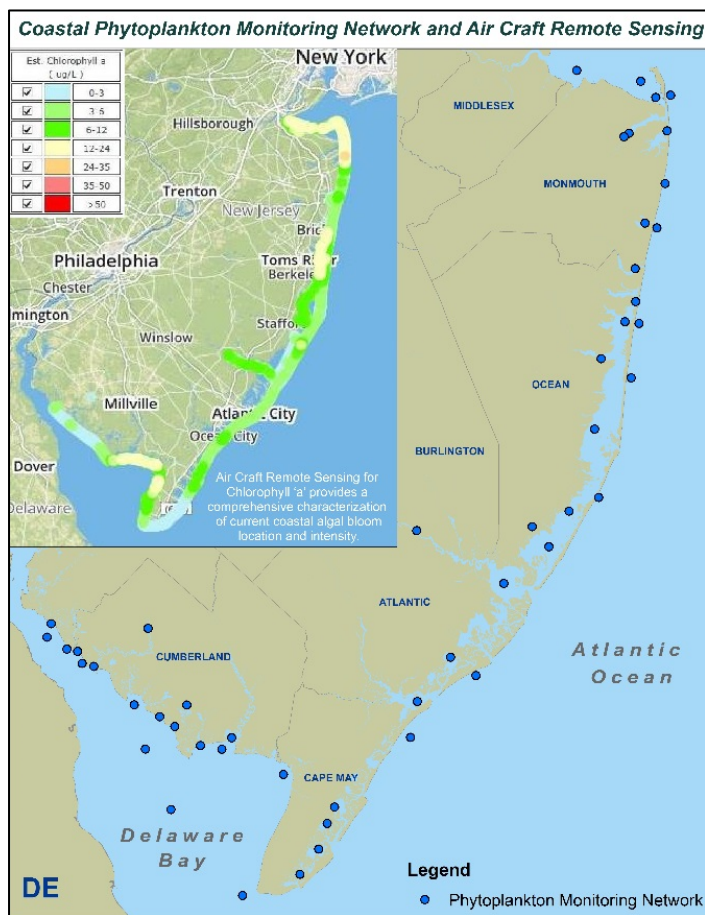 Coastal Phytoplankton Monitoring Network and Air Craft Remote Sensing
Est. Chlorophyll a
( ug/L )
0-3
3-6
6-12
12-24
24-35
35-50
>50
New York
Hillsborough
Trenton
New Jersey
Brick
Philadelphia
Toms River
Berkeley
Chester
mington
Stafford
Winslow
Millville
Atlantic City
Ocean City
Dover
Delaware
Air Craft Remote Sensing for
Chlorophyll 'a' provides a
comprehensive characterization
of current coastal algal bloom
location and intensity.
MIDDLESEX
MONMOUTH
OCEAN
BURLINGTON
ATLANTIC
CUMBERLAND
CAPE MAY
Atlantic
Ocean
Delaware
Bay
DE
Legend
Phytoplankton Monitoring Network